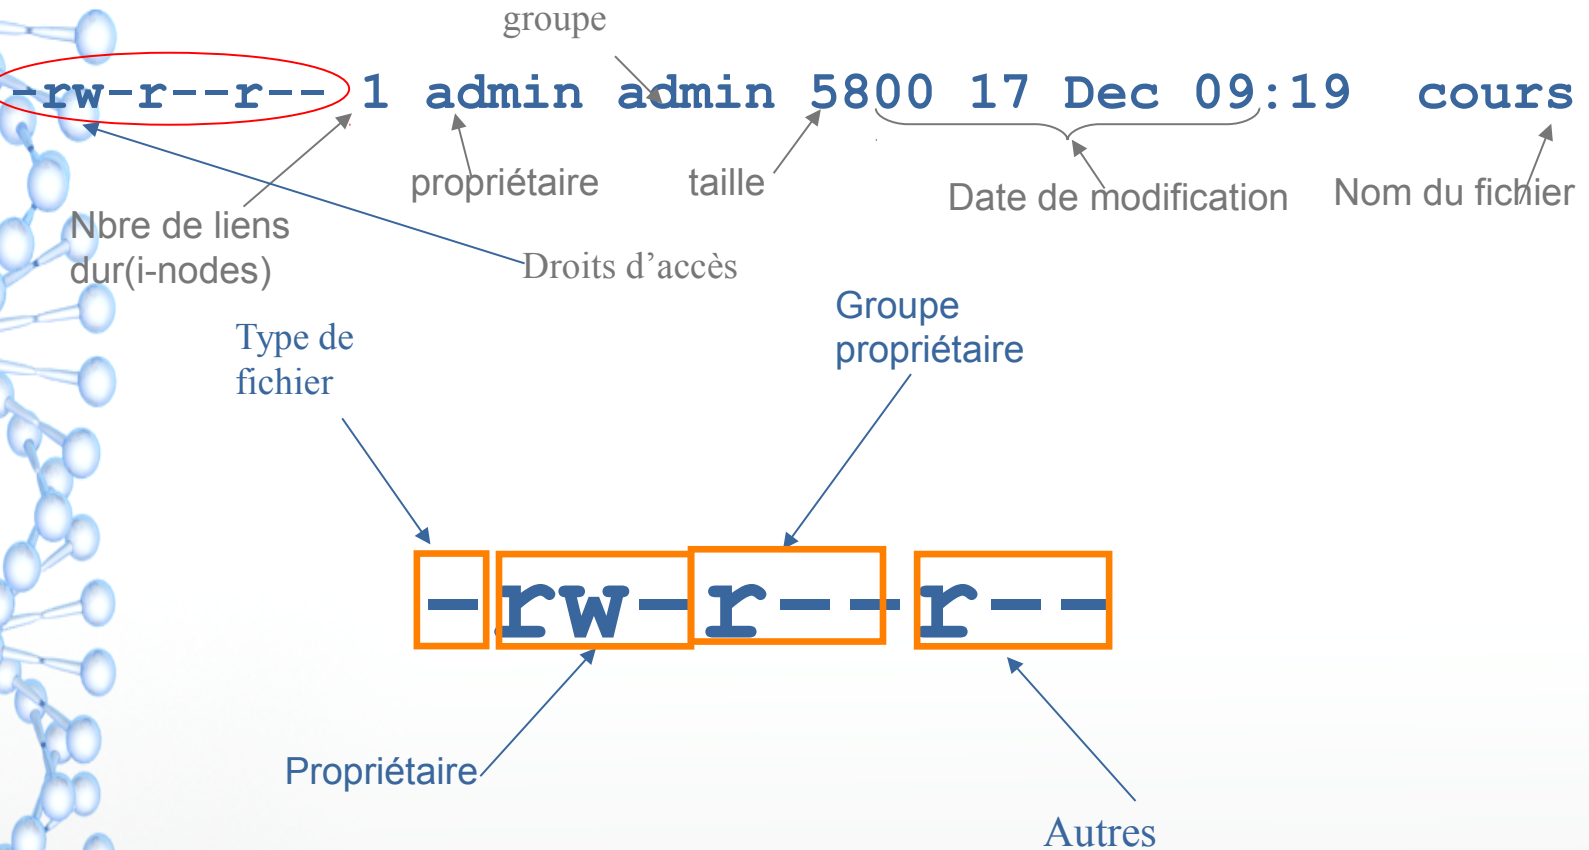 groupe
-rw-r--r-- 1 admin admin 5800 17 Dec 09:19 cours
propriétaire
taille
Date de modification
Nom du fichier
Nbre de liens
dur(i-nodes)
Droits d’accès
Groupe
propriétaire
Type de
fichier
-rw-r--r--
Propriétaire
Autres